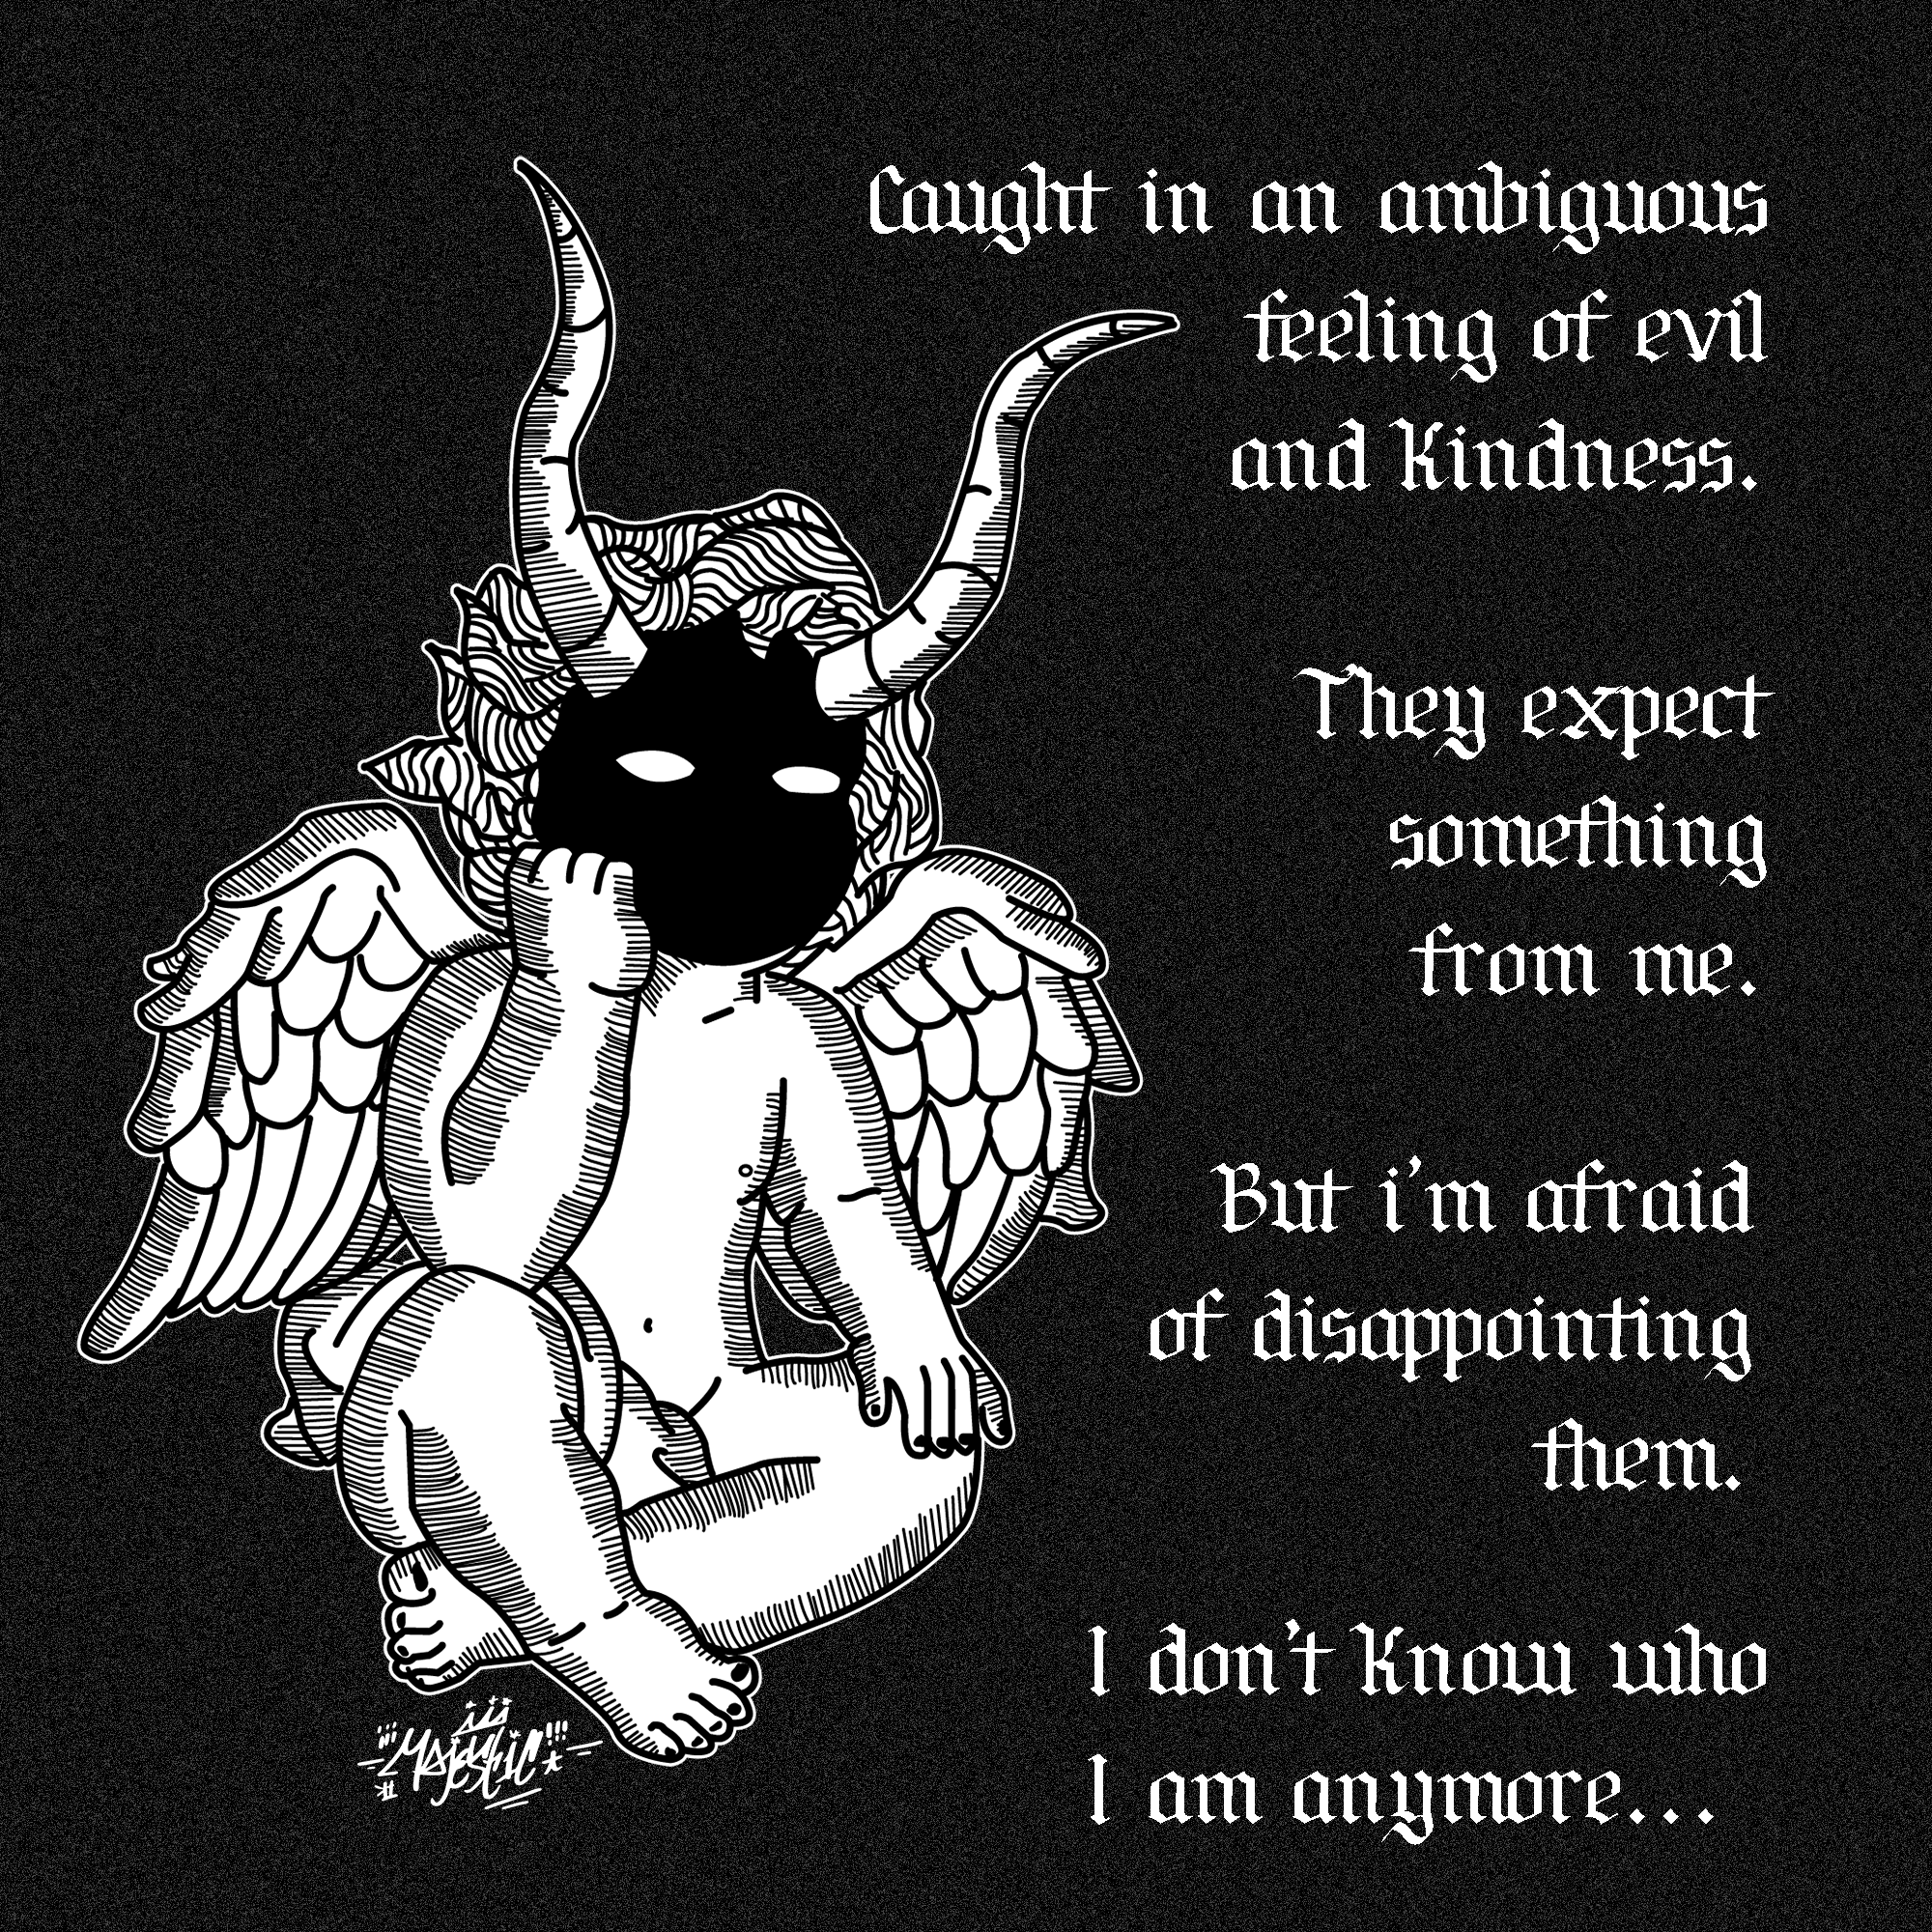 Caught in an ambiguous
feeling of evil
and kindness.
They expect
something
from me.
But i'm afraid
of disappointing
them.
I don't know who
I am anymore...
MAjEStiC